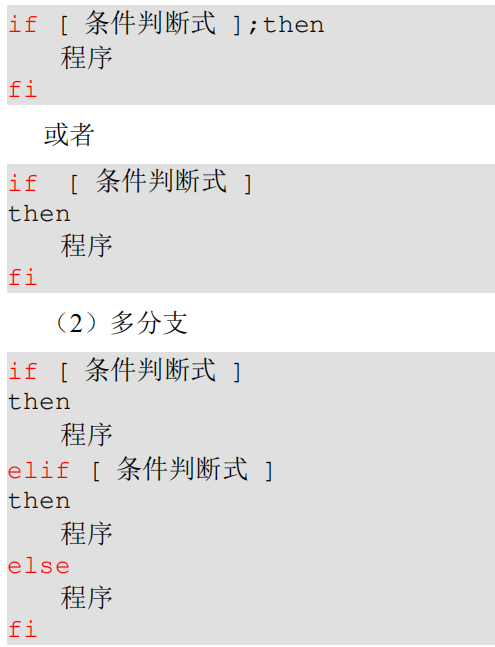 if [ 条件判断式 ];then
    程序
fi
或者
if  [ 条件判断式 ]
then
    程序
fi
（2）多分支
if [ 条件判断式 ]
then
    程序
elif [ 条件判断式 ]
then
    程序
else
    程序
fi